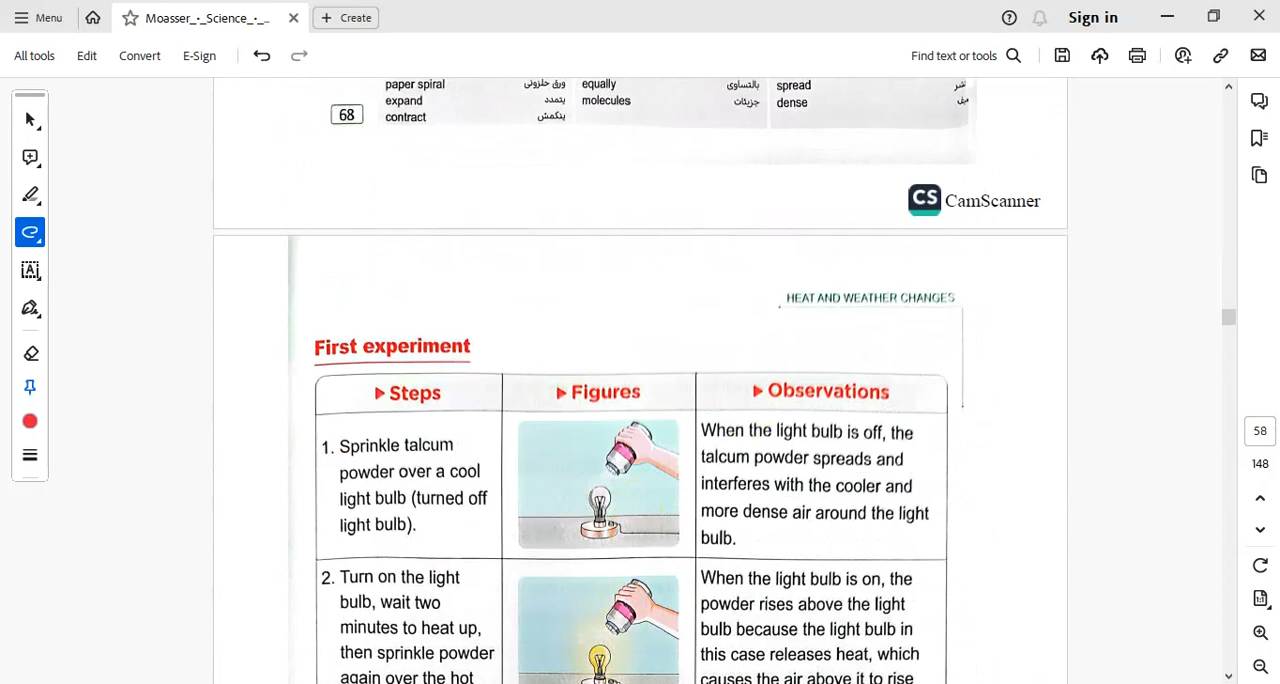 Menu
Moasser_·_Science_·_...
Create
Sign in
All tools
Edit
Convert
E-Sign
Find text or tools
paper spiral ورق حلزونى equally بالتساوى spread نشر
expand يتمدد molecules جزيئات dense
contract ينكمش
68
CS CamScanner
HEAT AND WEATHER CHANGES
First experiment
Steps
Figures
Observations
1. Sprinkle talcum
powder over a cool
light bulb (turned off
light bulb).
When the light bulb is off, the
talcum powder spreads and
interferes with the cooler and
more dense air around the light
bulb.
2. Turn on the light
bulb, wait two
minutes to heat up,
then sprinkle powder
again over the hot
When the light bulb is on, the
powder rises above the light
bulb because the light bulb in
this case releases heat, which
causes the air above it to rise
58
148